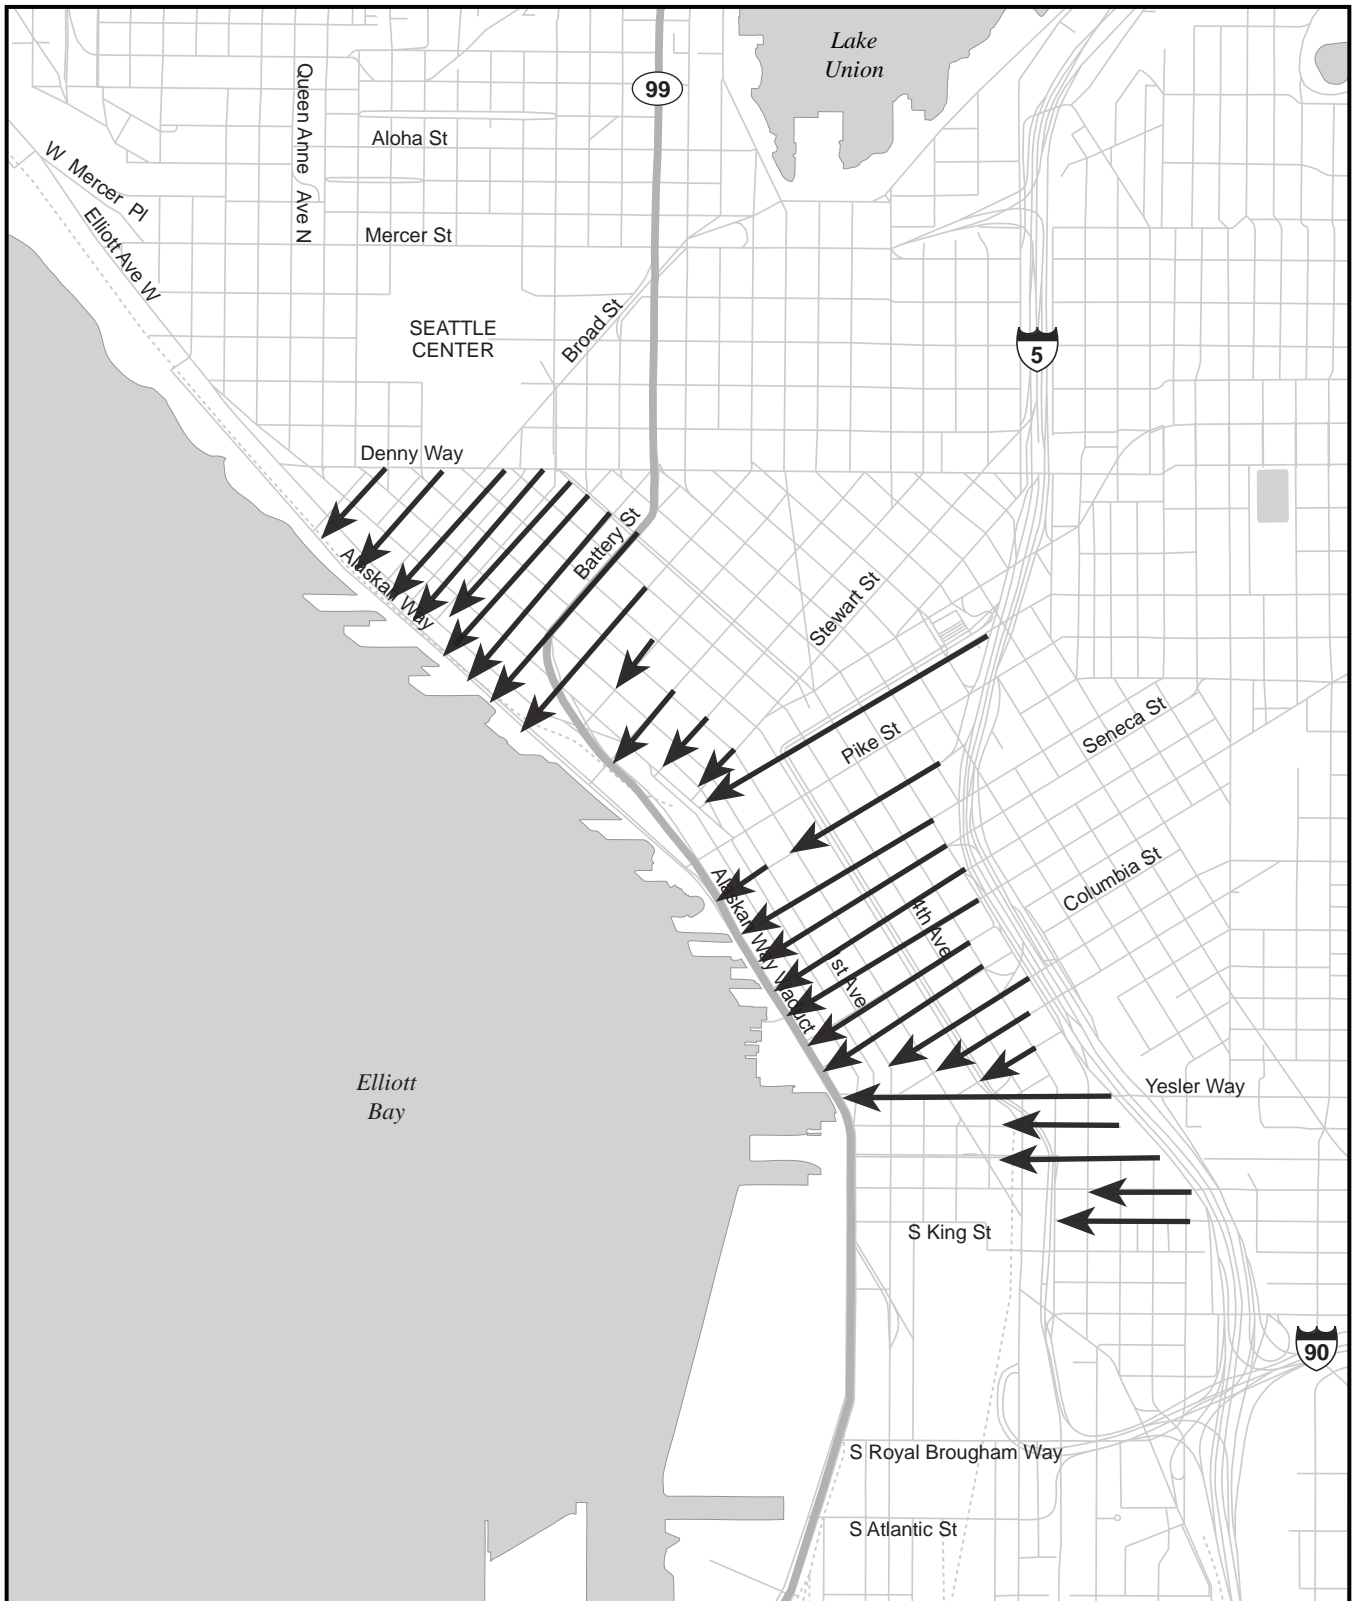 Lake
Union
99
Queen Anne Ave N
Aloha St
W Mercer Pl
Elliott Ave W
Mercer St
SEATTLE
CENTER
Broad St
5
Denny Way
Battery St
Alaskan Way
Stewart St
Pike St
Seneca St
Columbia St
4th Ave
1st Ave
Alaskan Way Viaduct
Elliott
Bay
Yesler Way
S King St
90
S Royal Brougham Way
S Atlantic St